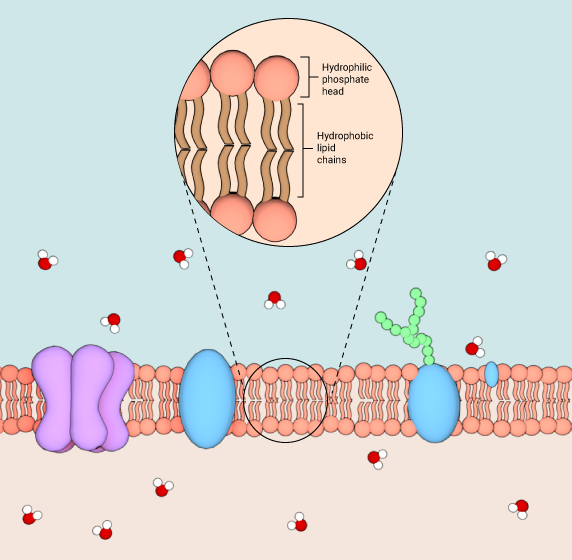 Hydrophilic
phosphate
head
Hydrophobic
lipid
chains